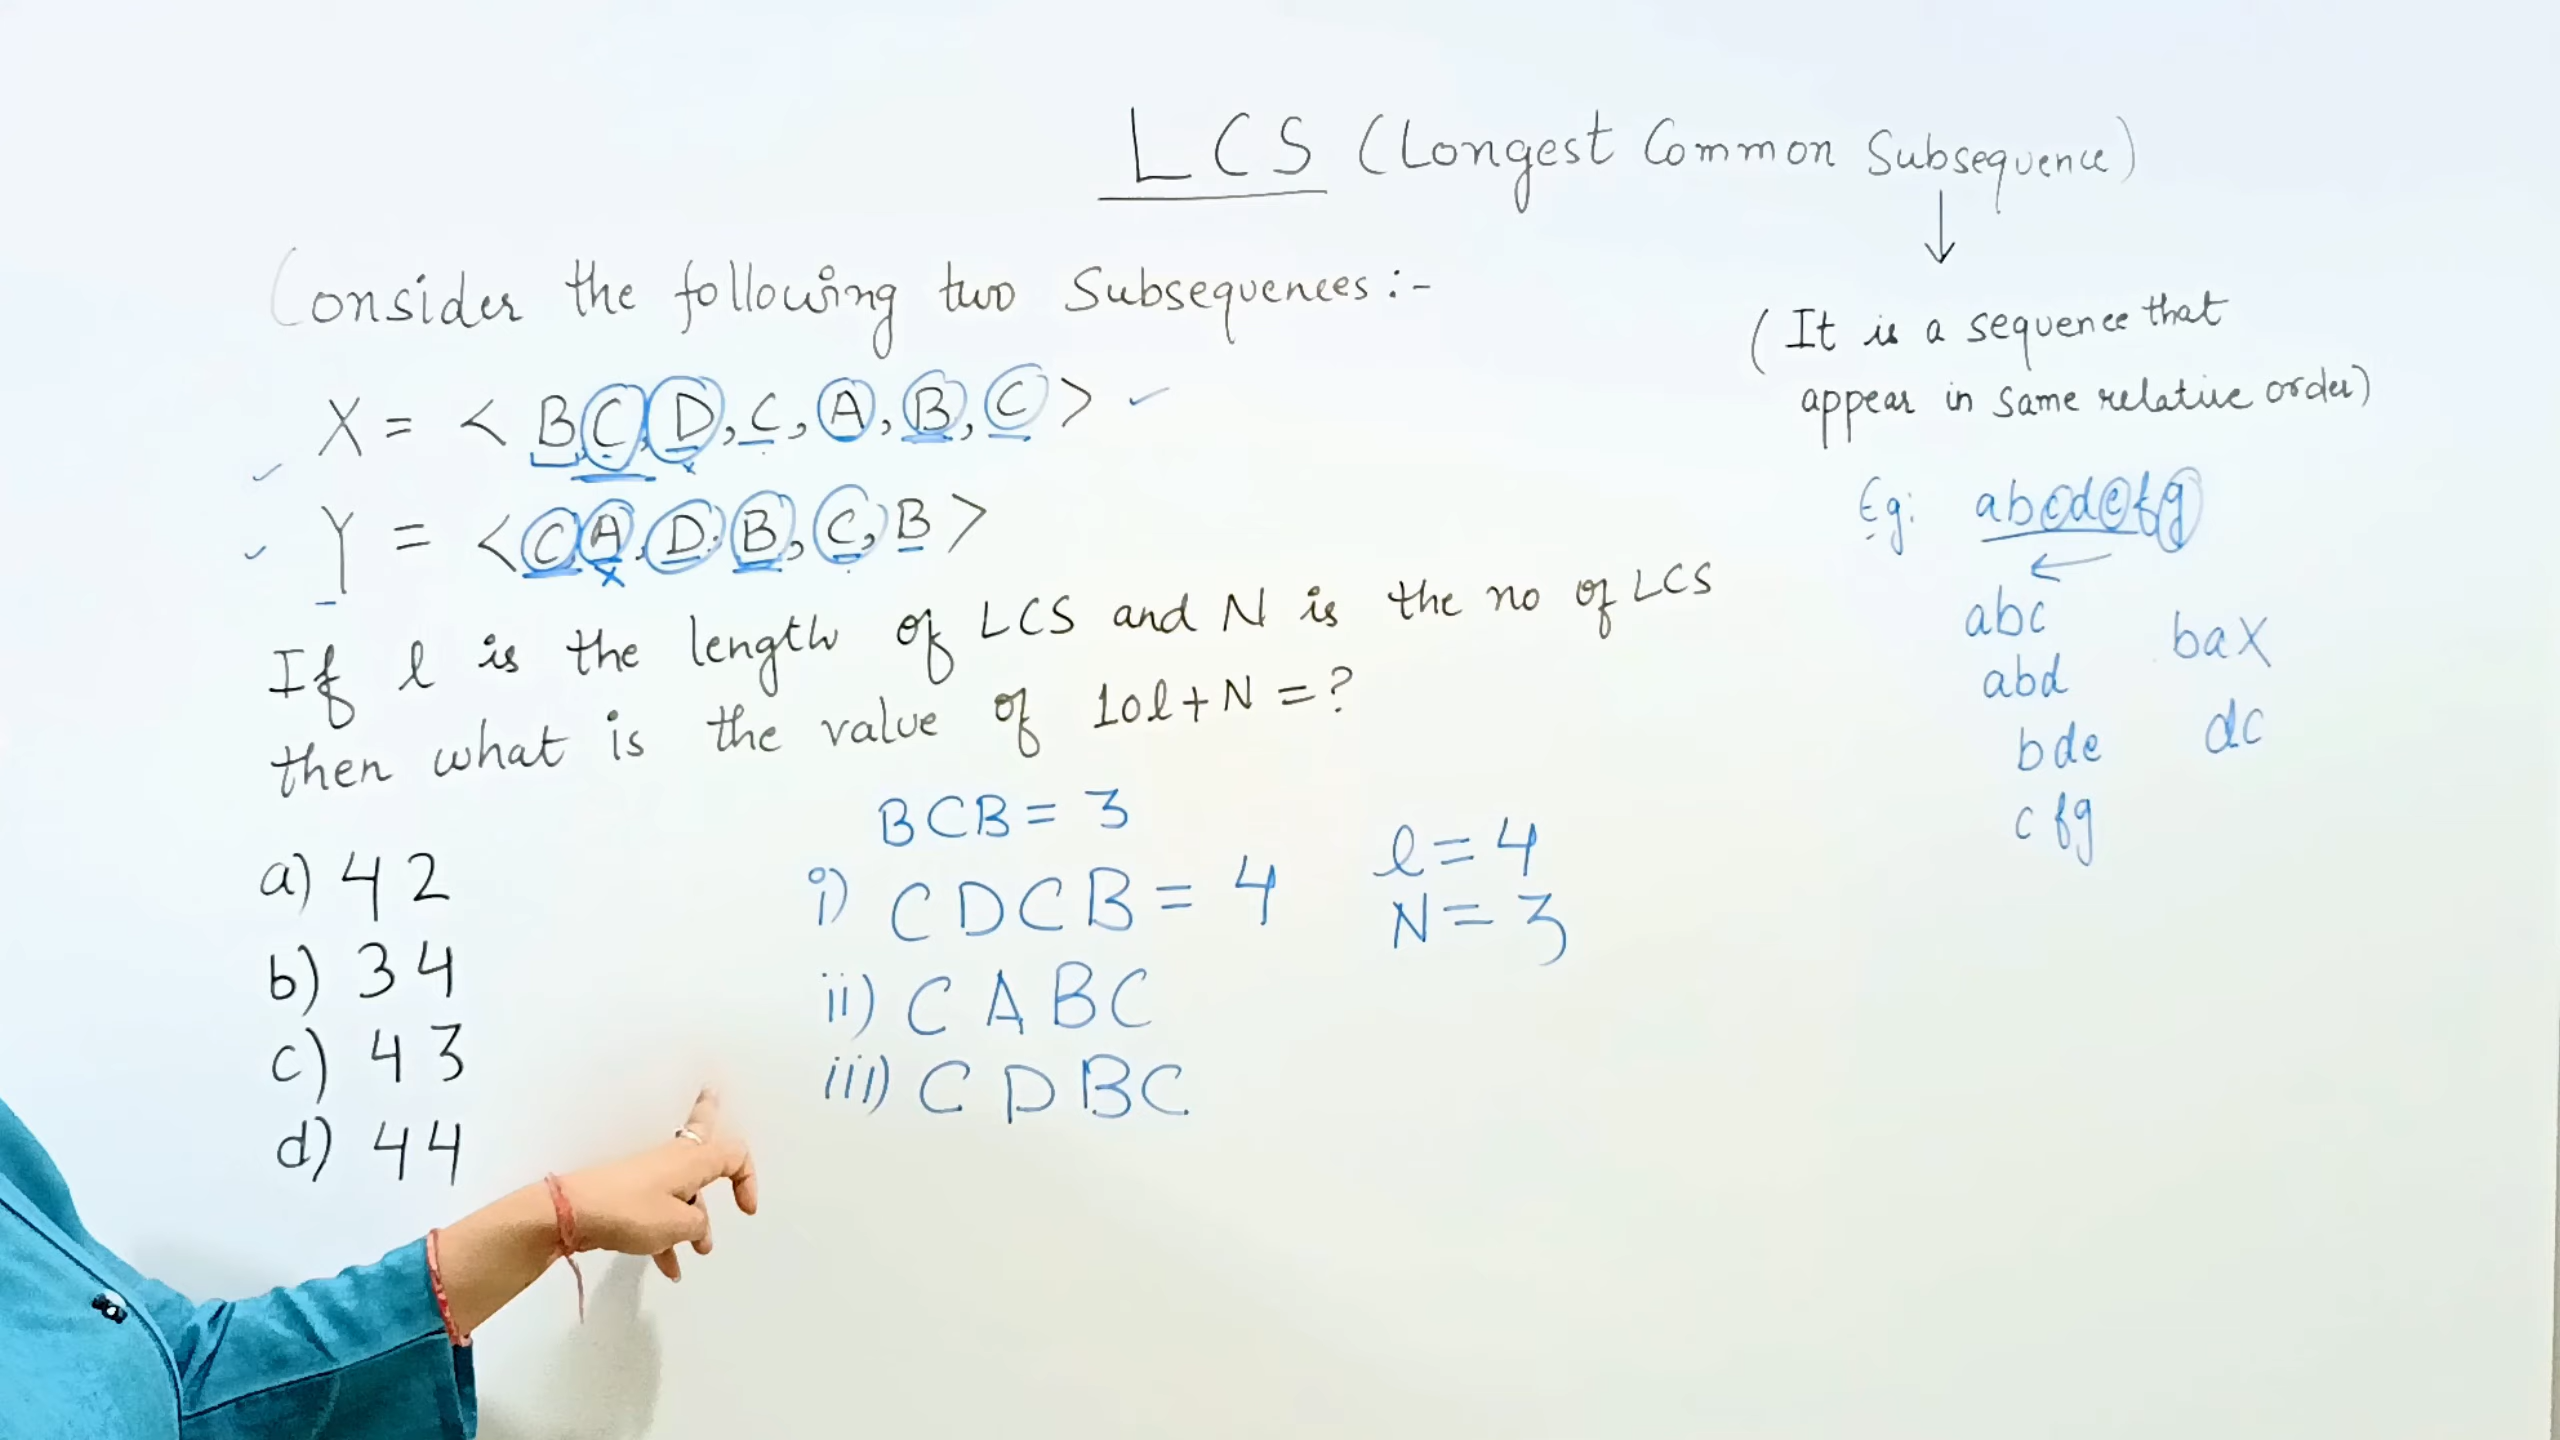 LCS (Longest Common Subsequence)
↓
(It is a sequence that
appear in same relative order)
Consider the following two Subsequences:-
X = < B, C, D, C, A, B, C >
Y = < C, A, D, B, C, B >
If l is the length of LCS and N is the no of LCS
then what is the value of 10l + N = ?
a) 42
b) 34
c) 43
d) 44
BCB = 3
i) CDCB = 4
ii) CABC
iii) CDBC
l = 4
N = 3
Eg: abcdefg
abc
abd
bde
cfg
baX
dc